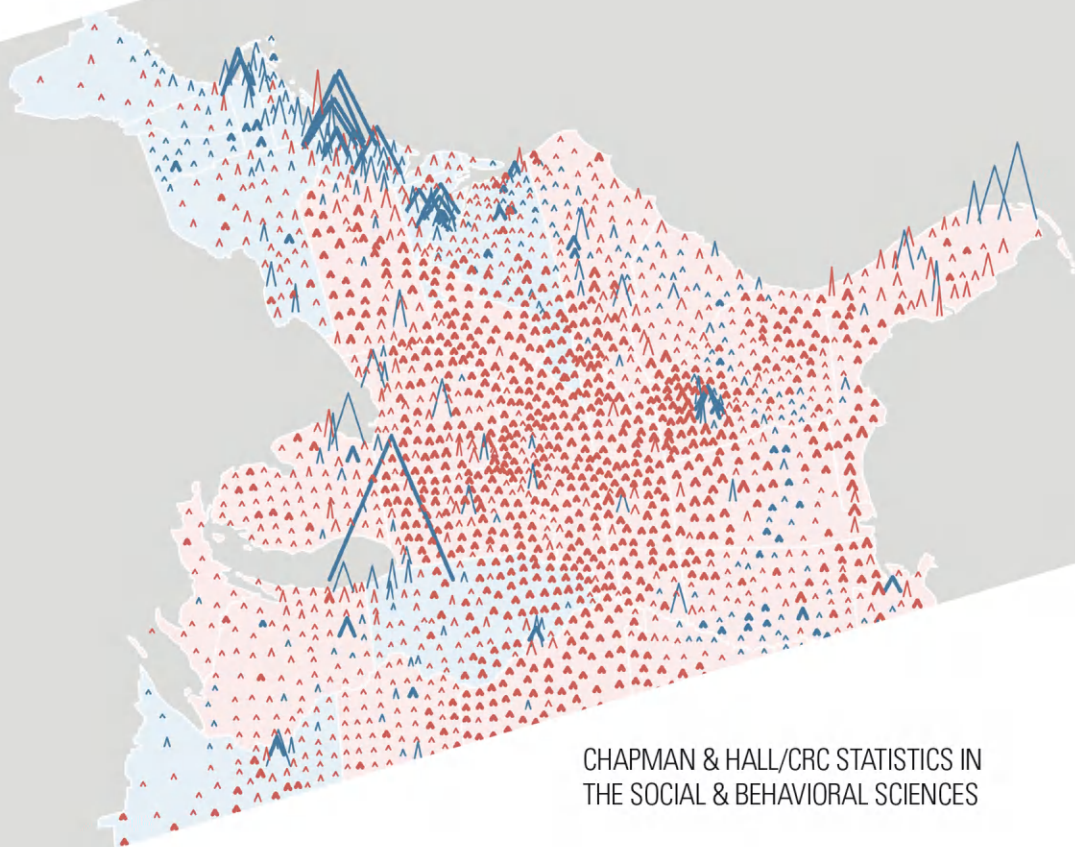 CHAPMAN & HALL/CRC STATISTICS IN
THE SOCIAL & BEHAVIORAL SCIENCES